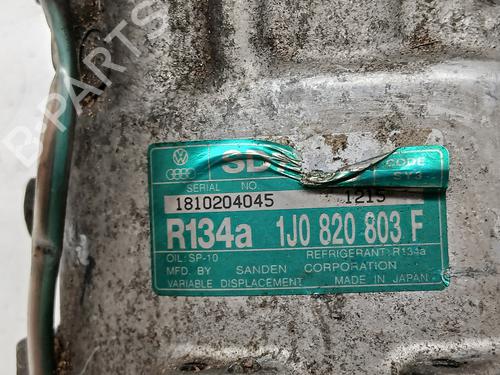 B-PARTS
SD
CODE
SY3
SERIAL NO.
1810204045 1215
R134a 1J0 820 803 F
OIL: SP-10 REFRIGERANT: R134a
MFD. BY SANDEN CORPORATION
VARIABLE DISPLACEMENT MADE IN JAPAN